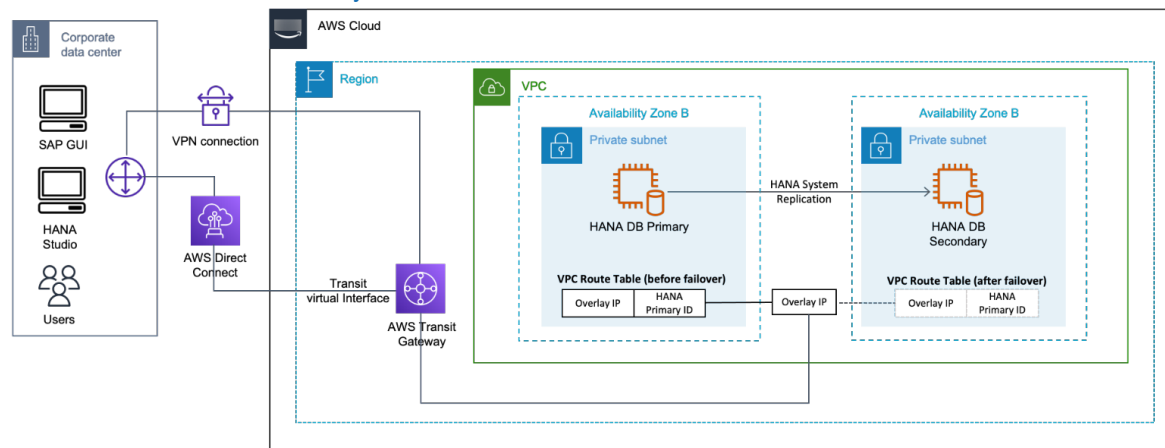 AWS Cloud
Corporate
data center
SAP GUI
HANA
Studio
Users
VPN connection
AWS Direct
Connect
Transit
virtual Interface
AWS Transit
Gateway
Region
VPC
Availability Zone B
Private subnet
HANA DB Primary
VPC Route Table (before failover)
Overlay IP
HANA
Primary ID
HANA System
Replication
Overlay IP
Availability Zone B
Private subnet
HANA DB
Secondary
VPC Route Table (after failover)
Overlay IP
HANA
Primary ID